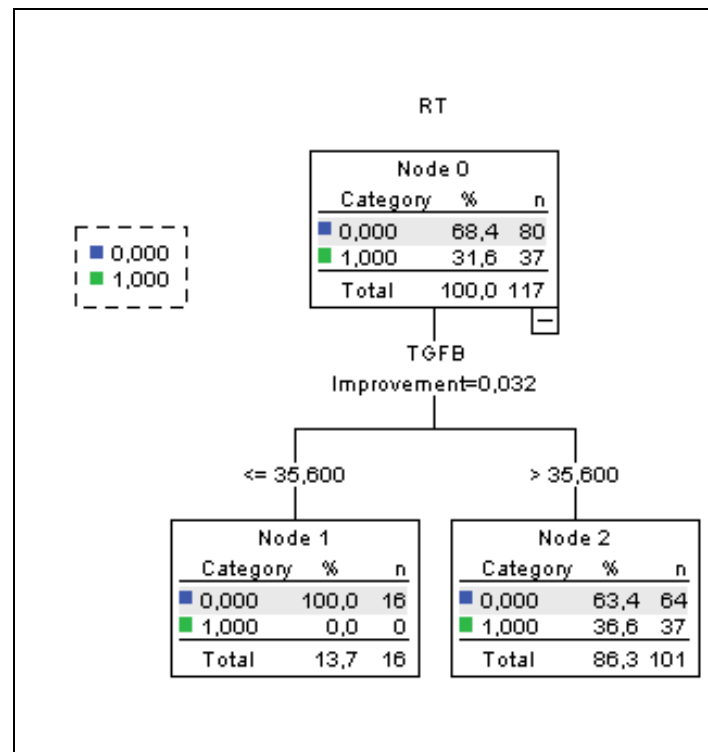 RT
Node 0
Category % n
0,000 68,4 80
1,000 31,6 37
Total 100,0 117
0,000
1,000
TGFB
Improvement=0,032
<= 35,600
> 35,600
Node 1
Category % n
0,000 100,0 16
1,000 0,0 0
Total 13,7 16
Node 2
Category % n
0,000 63,4 64
1,000 36,6 37
Total 86,3 101